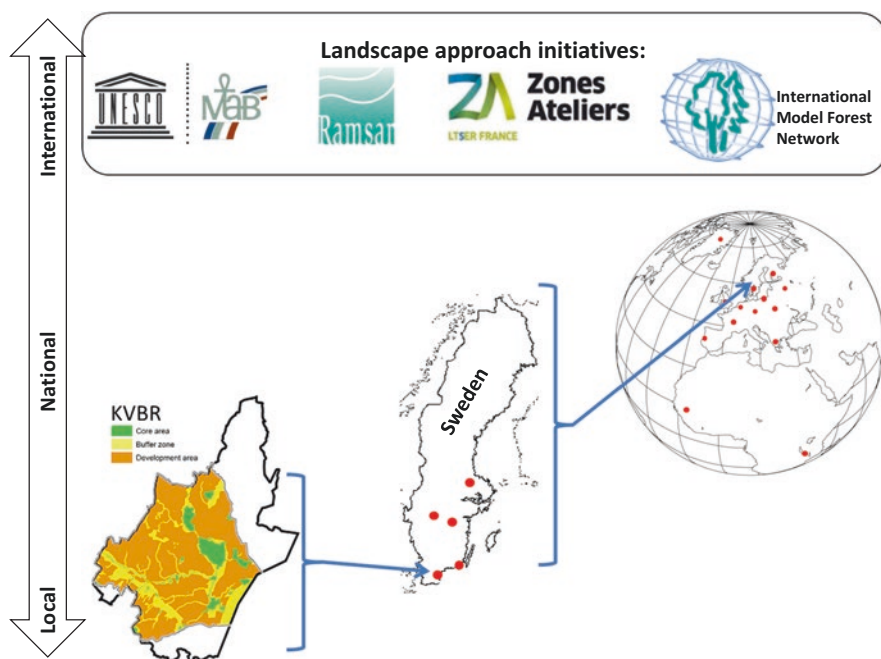 Landscape approach initiatives:
UNESCO
MaB
Ramsar
ZA
LTSER FRANCE
Zones
Ateliers
International
Model Forest
Network
International
National
Local
Sweden
KVBR
Core area
Buffer zone
Development area